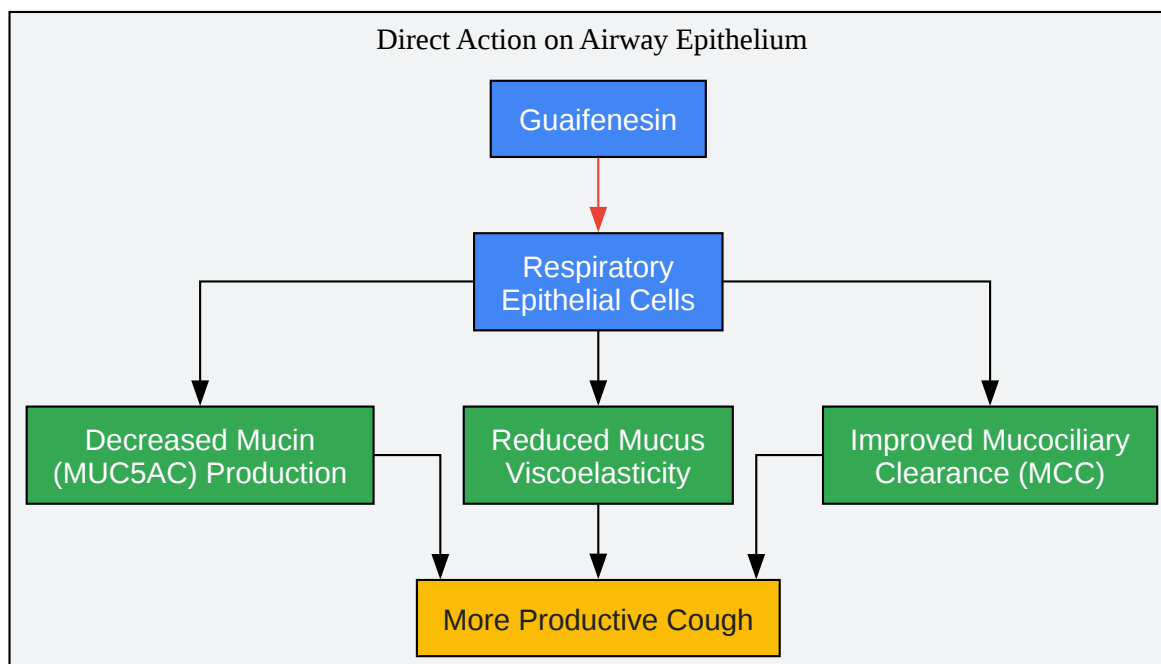 Direct Action on Airway Epithelium
Guaifenesin
Respiratory
Epithelial Cells
Decreased Mucin
(MUC5AC) Production
Reduced Mucus
Viscoelasticity
Improved Mucociliary
Clearance (MCC)
More Productive Cough